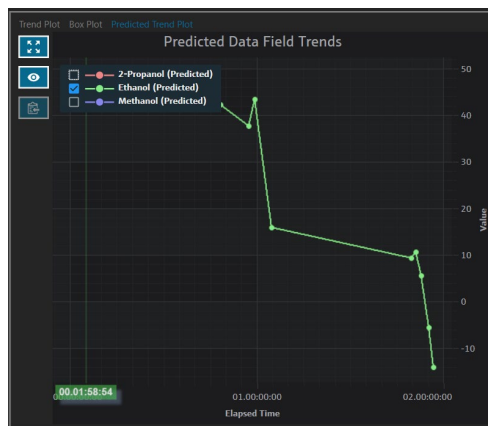 Trend Plot Box Plot Predicted Trend Plot
Predicted Data Field Trends
2-Propanol (Predicted)
Ethanol (Predicted)
Methanol (Predicted)
50
40
30
20
10
0
-10
Value
00.01:58:54
01.00:00:00
02.00:00:00
Elapsed Time